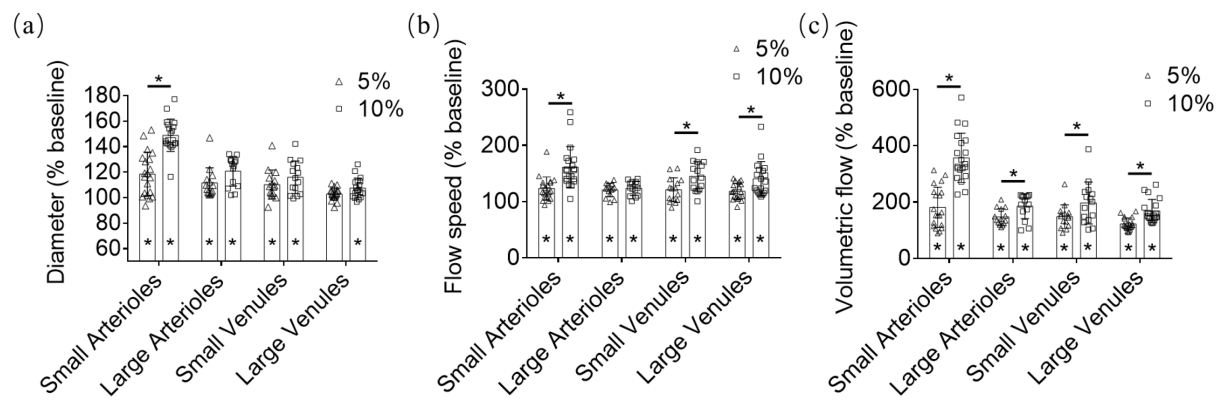 (a)
Diameter (% baseline)
180
160
140
120
100
80
60
*
5%
10%
* * * * * * *
Small Arterioles
Large Arterioles
Small Venules
Large Venules
(b)
Flow speed (% baseline)
300
200
100
0
* * *
5%
10%
* * * * * * * *
Small Arterioles
Large Arterioles
Small Venules
Large Venules
(c)
Volumetric flow (% baseline)
600
400
200
0
* * * *
5%
10%
* * * * * * * *
Small Arterioles
Large Arterioles
Small Venules
Large Venules